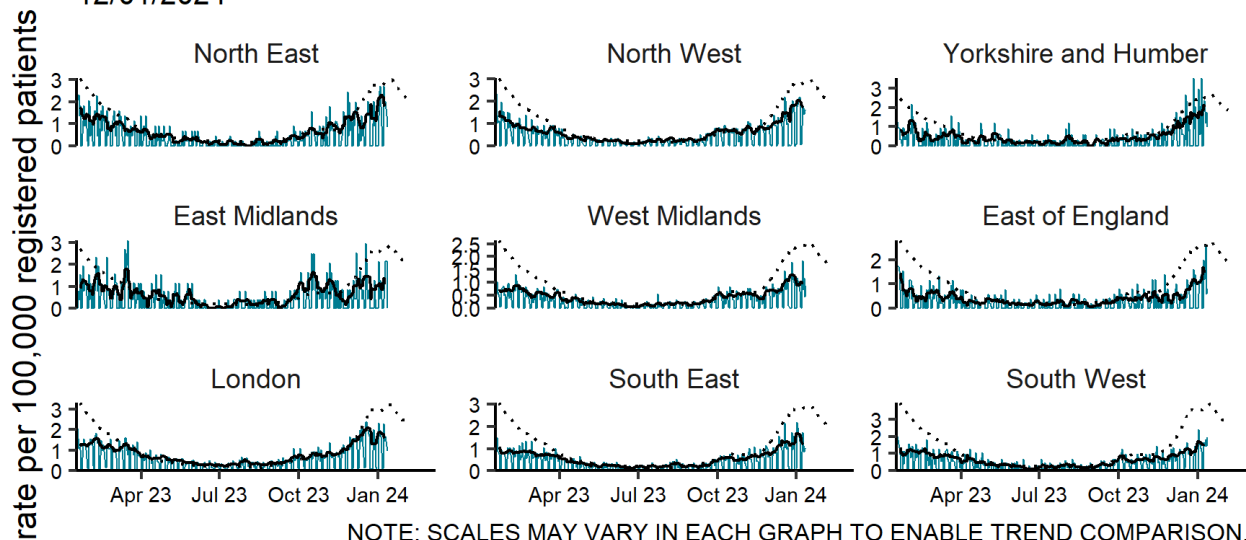 rate per 100,000 registered patients
North East
North West
Yorkshire and Humber
3
2
1
0
3
2
1
0
3
2
1
0
East Midlands
West Midlands
East of England
3
2
1
0
2.5
2.0
1.5
1.0
0.5
0.0
2
1
0
London
South East
South West
3
2
1
0
3
2
1
0
3
2
1
0
Apr 23 Jul 23 Oct 23 Jan 24
Apr 23 Jul 23 Oct 23 Jan 24
Apr 23 Jul 23 Oct 23 Jan 24
NOTE: SCALES MAY VARY IN EACH GRAPH TO ENABLE TREND COMPARISON.